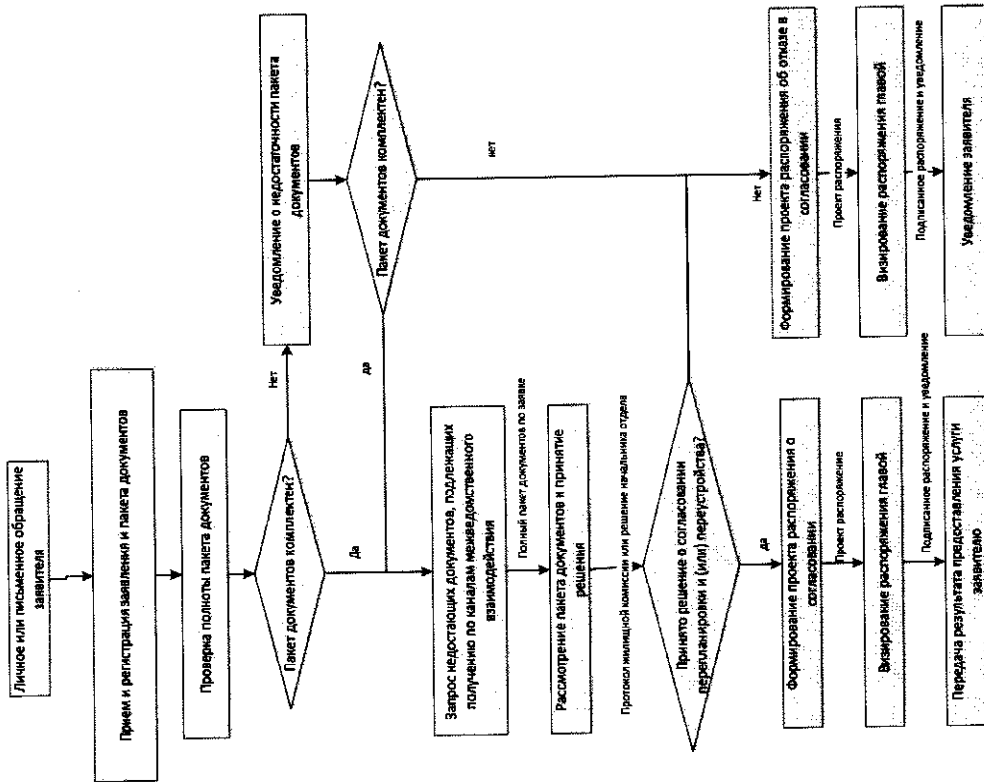 Личное или письменное обращение
заявителя
Прием и регистрация заявления и пакета документов
Проверка полноты пакета документов
Пакет документов комплектен?
Нет
Уведомление о недостаточности пакета
документов
Пакет документов комплектен?
Да
да
нет
Запрос недостающих документов, подлежащих
получению по каналам межведомственного
взаимодействия
Полный пакет документов по заявке
Рассмотрение пакета документов и принятие
решения
Протокол жилищной комиссии или решение начальника отдела
Принято решение о согласовании
перепланировки и (или) переустройства?
да
Нет
Формирование проекта распоряжения о
согласовании
Проект распоряжение
Визирование распоряжения главой
Подписанное распоряжение и уведомление
Передача результата предоставления услуги
заявителю
Формирование проекта распоряжения об отказе в
согласовании
Проект распоряжения
Визирование распоряжения главой
Подписанное распоряжение и уведомление
Уведомление заявителя